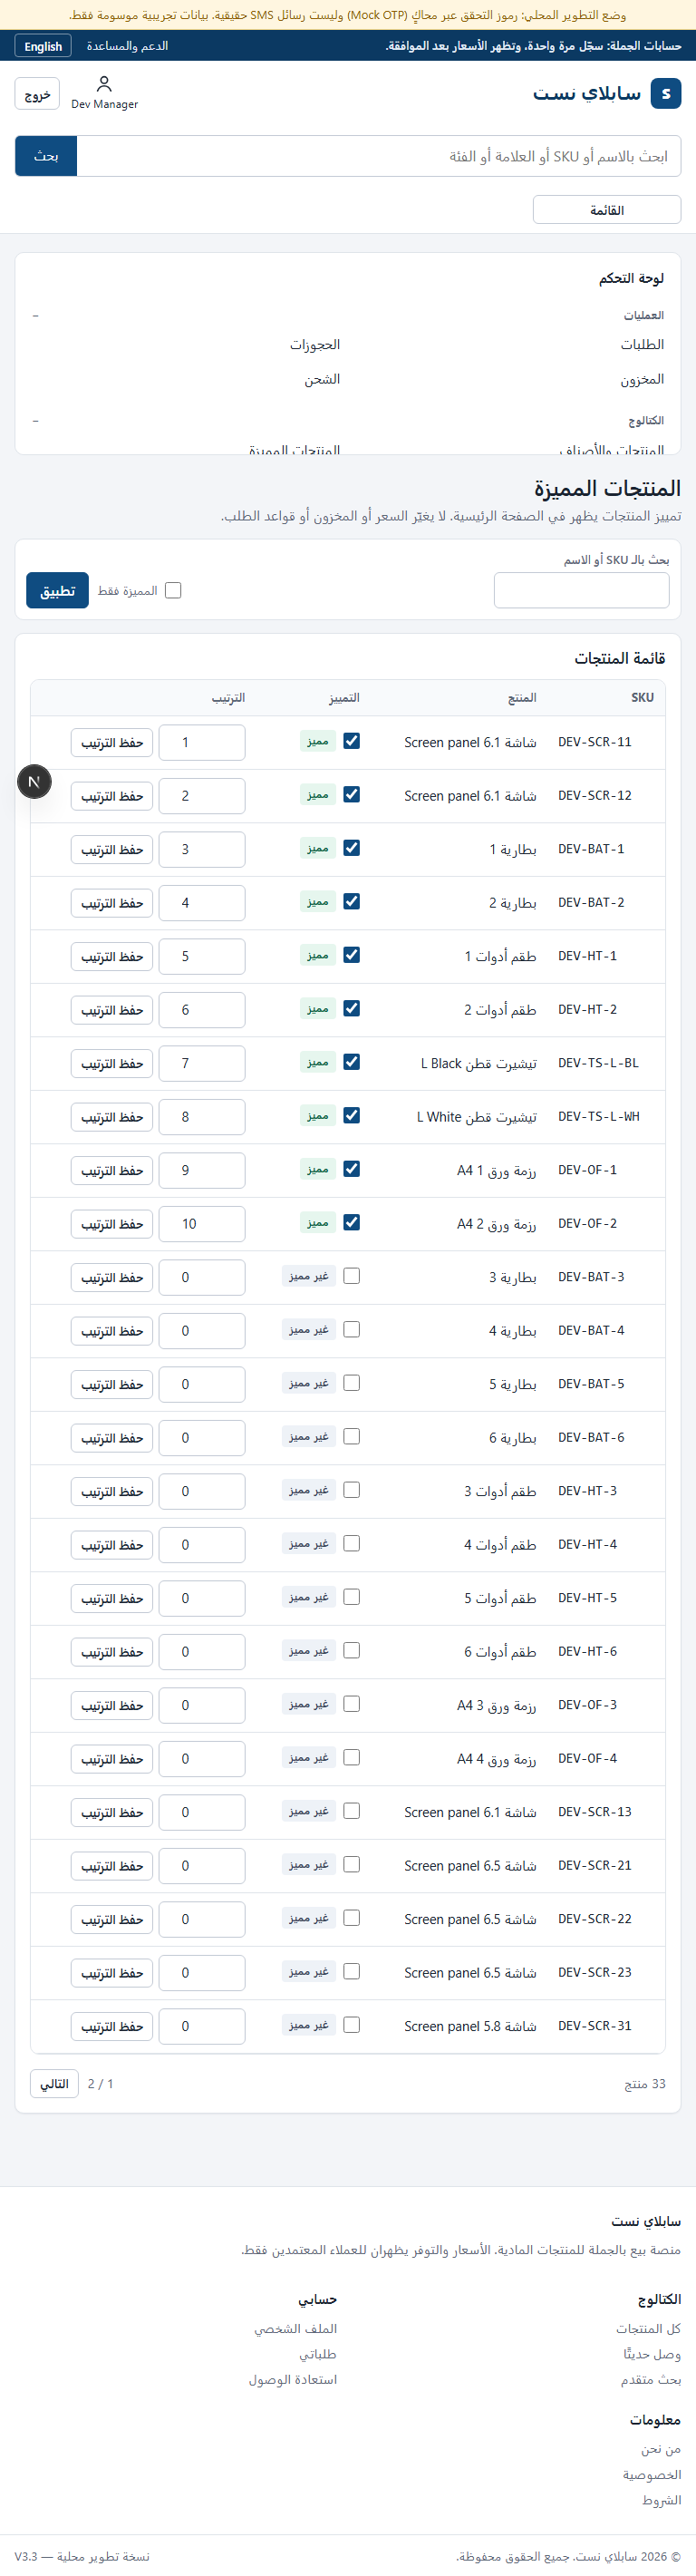 وضع التطوير المحلي: رموز التحقق عبر محاكٍ (Mock OTP) وليست رسائل SMS حقيقية. بيانات تجريبية موسومة فقط.
حسابات الجملة: سجّل مرة واحدة، وتظهر الأسعار بعد الموافقة. الدعم والمساعدة English
S سابلاي نست Dev Manager خروج
ابحث بالاسم أو SKU أو العلامة أو الفئة بحث
القائمة
لوحة التحكم
العمليات −
الطلبات الحجوزات
المخزون الشحن
الكتالوج −
المنتجات والأصناف المنتجات المميزة
المنتجات المميزة
تمييز المنتجات يظهر في الصفحة الرئيسية. لا يغيّر السعر أو المخزون أو قواعد الطلب.
بحث بالـ SKU أو الاسم
المميزة فقط تطبيق
قائمة المنتجات
SKU المنتج التمييز الترتيب
DEV-SCR-11 شاشة Screen panel 6.1 مميز 1 حفظ الترتيب
N
DEV-SCR-12 شاشة Screen panel 6.1 مميز 2 حفظ الترتيب
DEV-BAT-1 بطارية 1 مميز 3 حفظ الترتيب
DEV-BAT-2 بطارية 2 مميز 4 حفظ الترتيب
DEV-HT-1 طقم أدوات 1 مميز 5 حفظ الترتيب
DEV-HT-2 طقم أدوات 2 مميز 6 حفظ الترتيب
DEV-TS-L-BL تيشيرت قطن L Black مميز 7 حفظ الترتيب
DEV-TS-L-WH تيشيرت قطن L White مميز 8 حفظ الترتيب
DEV-OF-1 رزمة ورق A4 1 مميز 9 حفظ الترتيب
DEV-OF-2 رزمة ورق A4 2 مميز 10 حفظ الترتيب
DEV-BAT-3 بطارية 3 غير مميز 0 حفظ الترتيب
DEV-BAT-4 بطارية 4 غير مميز 0 حفظ الترتيب
DEV-BAT-5 بطارية 5 غير مميز 0 حفظ الترتيب
DEV-BAT-6 بطارية 6 غير مميز 0 حفظ الترتيب
DEV-HT-3 طقم أدوات 3 غير مميز 0 حفظ الترتيب
DEV-HT-4 طقم أدوات 4 غير مميز 0 حفظ الترتيب
DEV-HT-5 طقم أدوات 5 غير مميز 0 حفظ الترتيب
DEV-HT-6 طقم أدوات 6 غير مميز 0 حفظ الترتيب
DEV-OF-3 رزمة ورق A4 3 غير مميز 0 حفظ الترتيب
DEV-OF-4 رزمة ورق A4 4 غير مميز 0 حفظ الترتيب
DEV-SCR-13 شاشة Screen panel 6.1 غير مميز 0 حفظ الترتيب
DEV-SCR-21 شاشة Screen panel 6.5 غير مميز 0 حفظ الترتيب
DEV-SCR-22 شاشة Screen panel 6.5 غير مميز 0 حفظ الترتيب
DEV-SCR-23 شاشة Screen panel 6.5 غير مميز 0 حفظ الترتيب
DEV-SCR-31 شاشة Screen panel 5.8 غير مميز 0 حفظ الترتيب
33 منتج 1 / 2 التالي
سابلاي نست
منصة بيع بالجملة للمنتجات المادية. الأسعار والتوفر يظهران للعملاء المعتمدين فقط.
الكتالوج حسابي
كل المنتجات الملف الشخصي
وصل حديثًا طلباتي
بحث متقدم استعادة الوصول
معلومات
من نحن
الخصوصية
الشروط
© 2026 سابلاي نست. جميع الحقوق محفوظة. نسخة تطوير محلية — V3.3